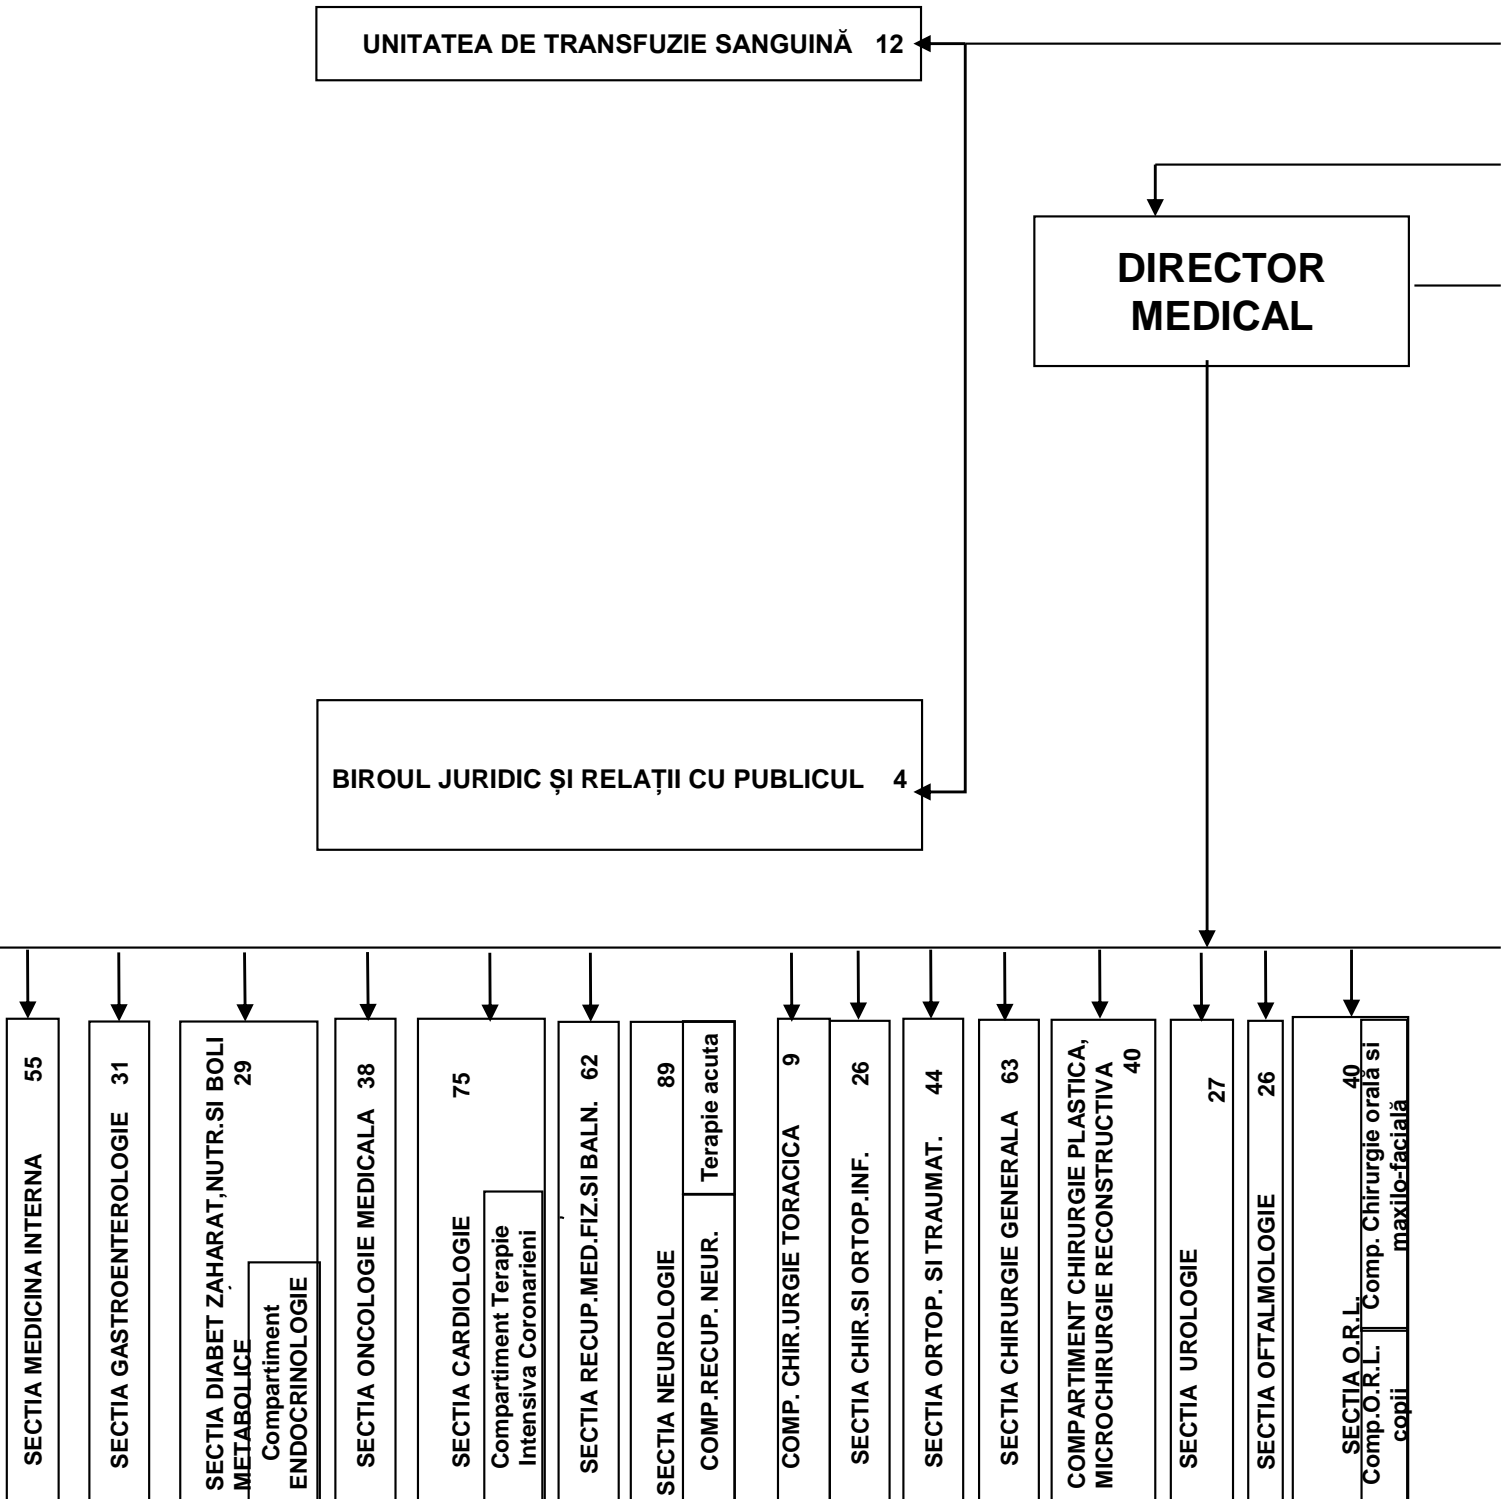 UNITATEA DE TRANSFUZIE SANGUINĂ 12
DIRECTOR
MEDICAL
BIROUL JURIDIC ȘI RELAȚII CU PUBLICUL 4
SECTIA MEDICINA INTERNA 55
SECTIA GASTROENTEROLOGIE 31
SECTIA DIABET ZAHARAT,NUTR.SI BOLI
METABOLICE 29
Compartiment
ENDOCRINOLOGIE
SECTIA ONCOLOGIE MEDICALA 38
SECTIA CARDIOLOGIE 75
Compartiment Terapie
Intensiva Coronarieni
SECTIA RECUP.MED.FIZ.SI BALN. 62
SECTIA NEUROLOGIE 89
COMP.RECUP. NEUR.
Terapie acuta
COMP. CHIR.URGIE TORACICA 9
SECTIA CHIR.SI ORTOP.INF. 26
SECTIA ORTOP. SI TRAUMAT. 44
SECTIA CHIRURGIE GENERALA 63
COMPARTIMENT CHIRURGIE PLASTICA,
MICROCHIRURGIE RECONSTRUCTIVA
40
SECTIA UROLOGIE 27
SECTIA OFTALMOLOGIE 26
SECTIA O.R.L. 40
Comp.O.R.L.
copii
Comp. Chirurgie orală si
maxilo-facială